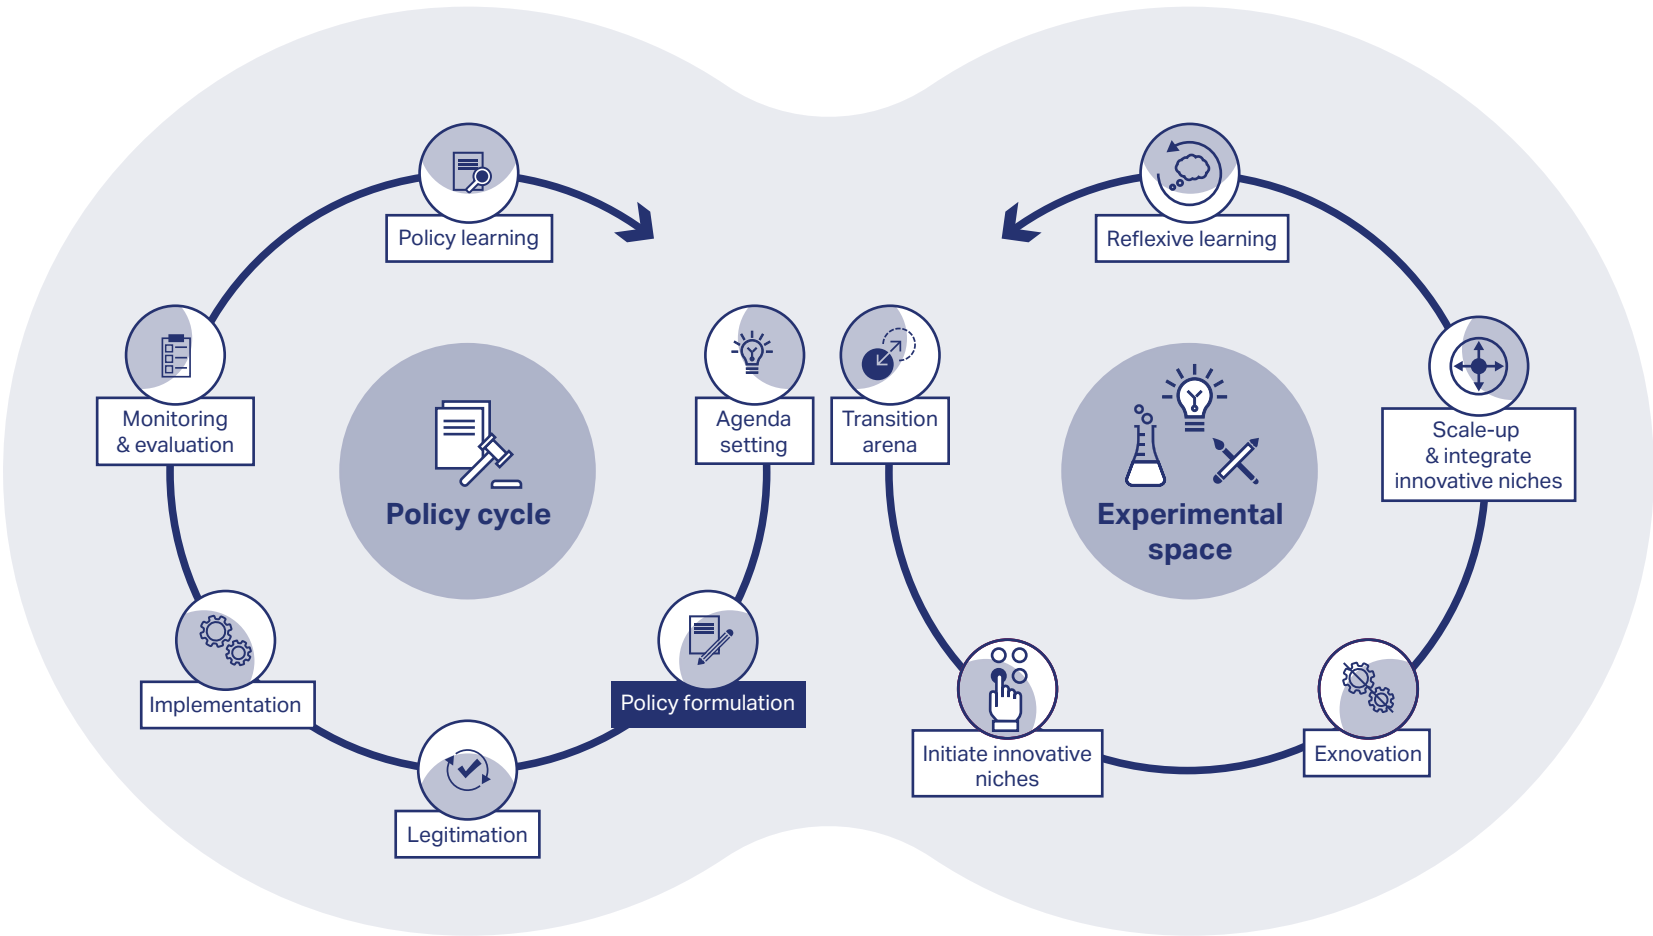 Policy learning
Reflexive learning
Monitoring
& evaluation
Agenda
setting
Transition
arena
Scale-up
& integrate
innovative niches
Policy cycle
Experimental
space
Implementation
Policy formulation
Initiate innovative
niches
Exnovation
Legitimation